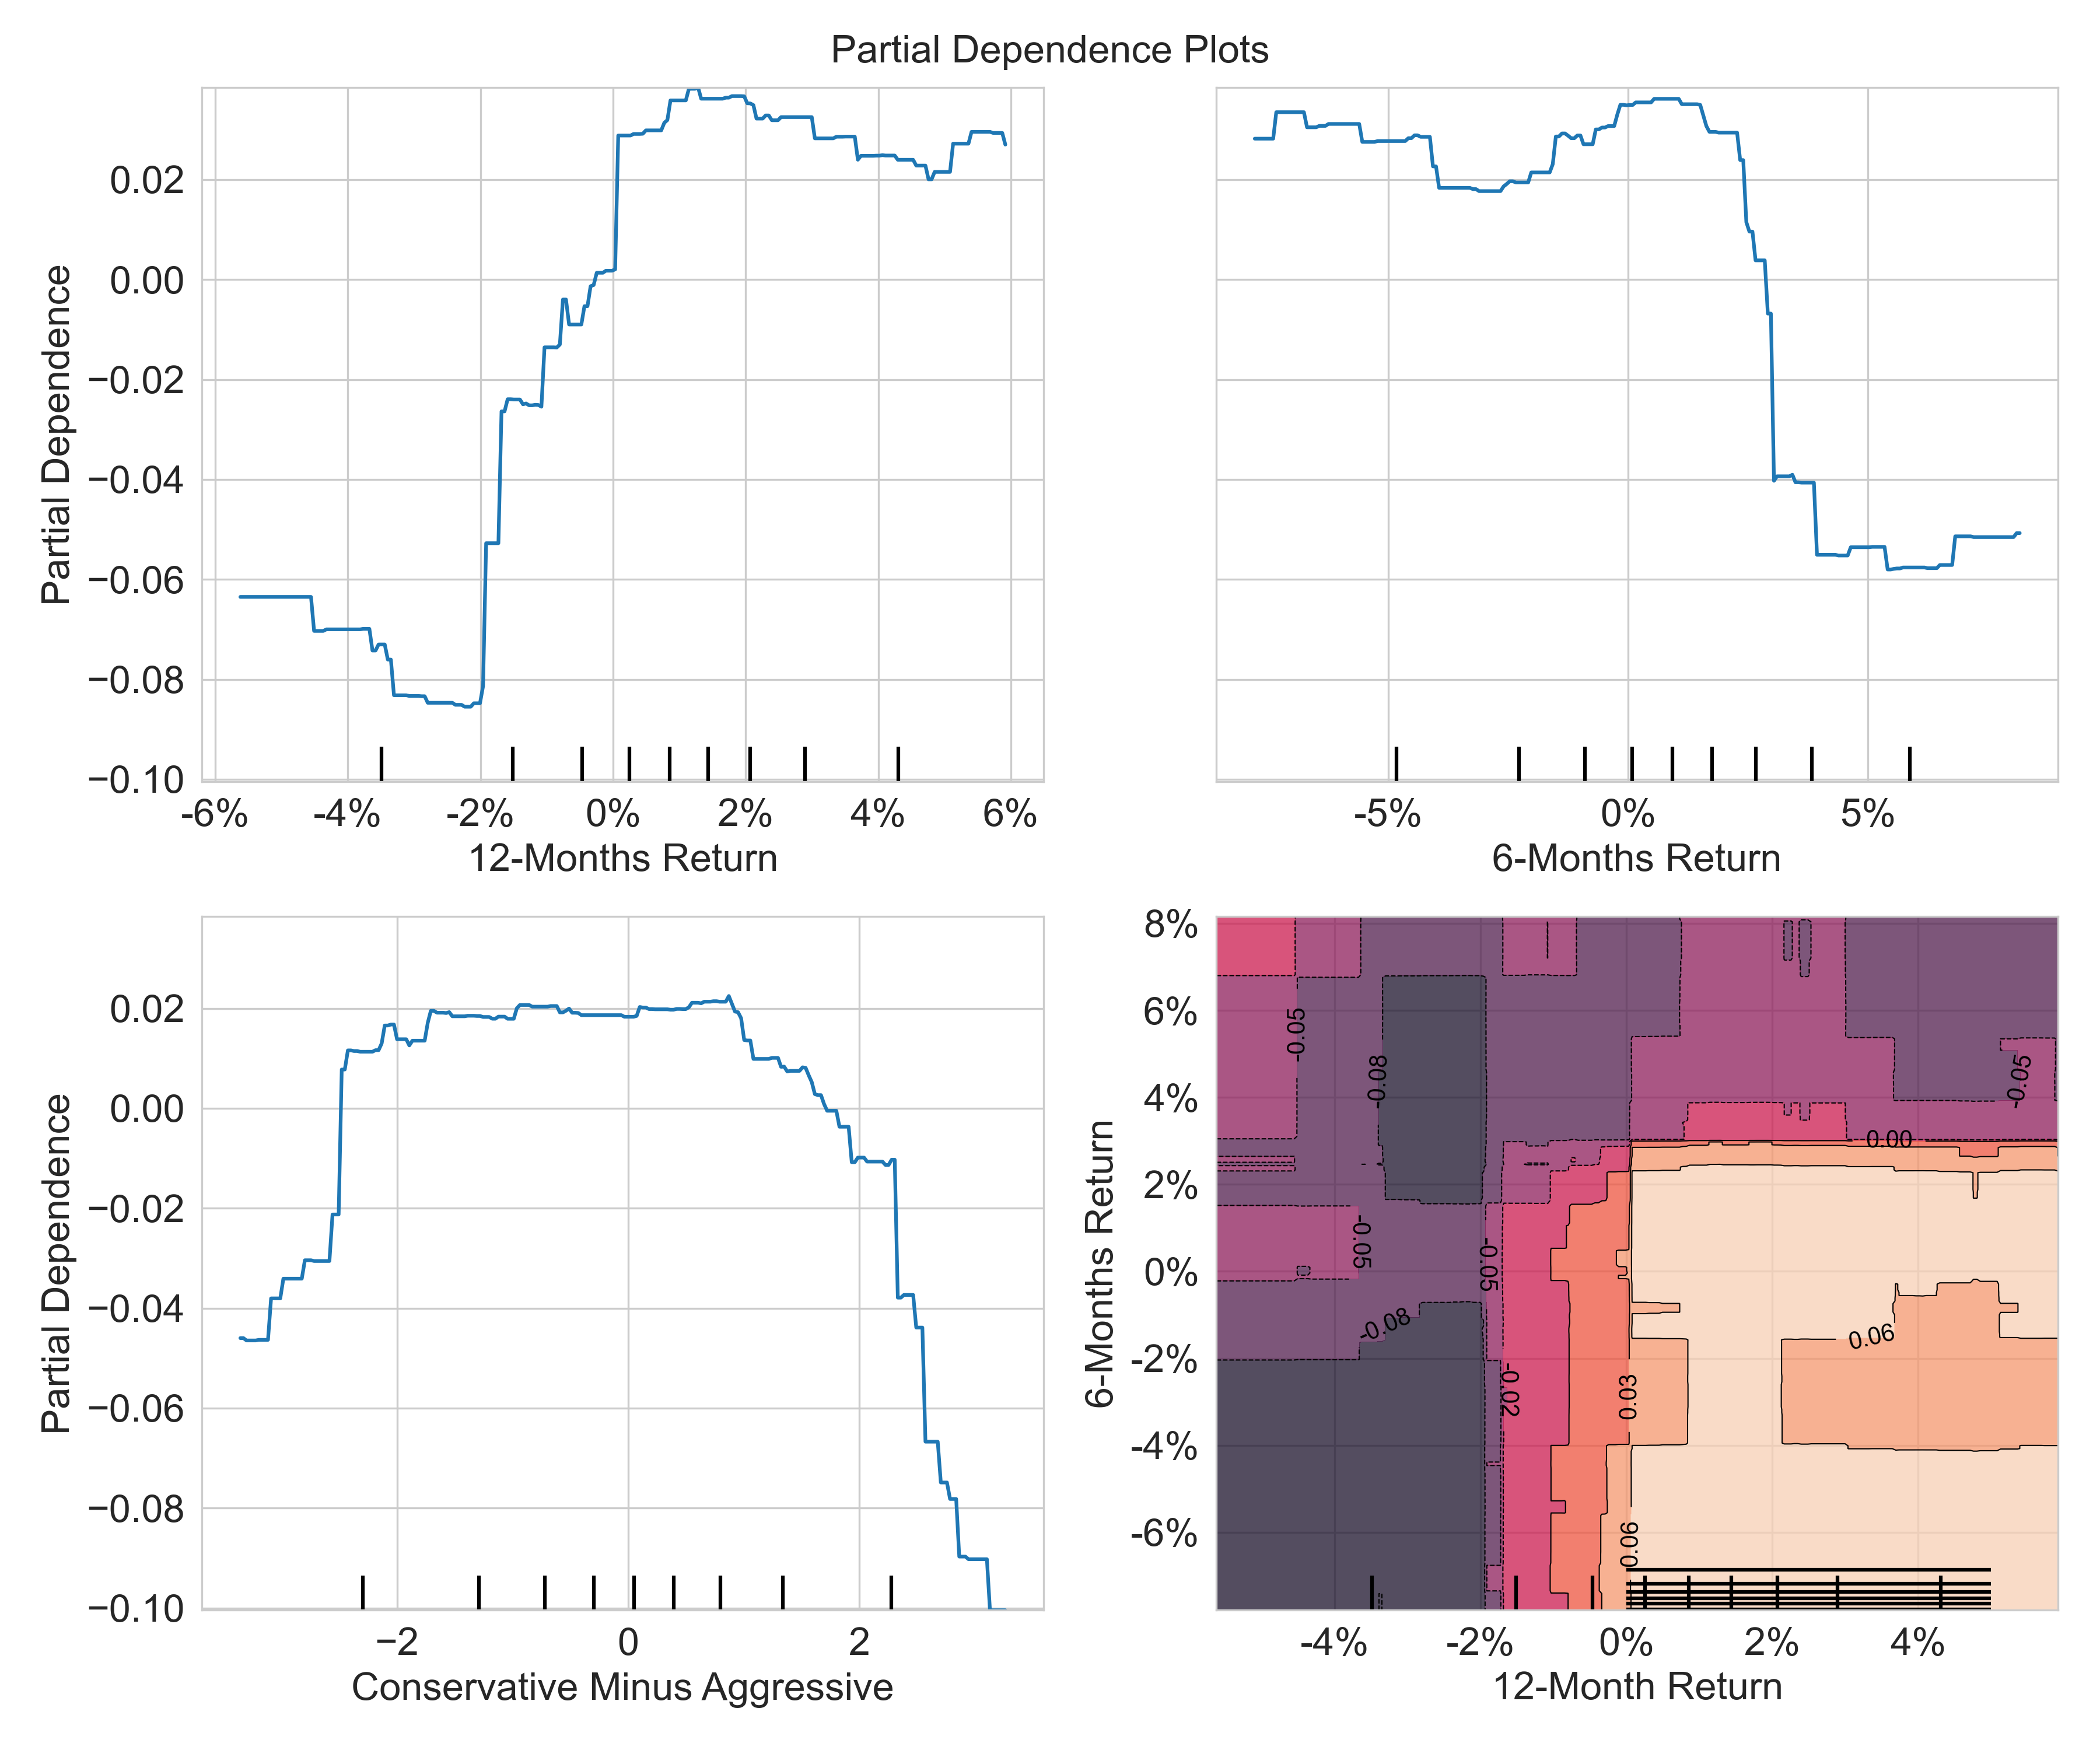 Partial Dependence Plots
Partial Dependence
0.02
0.00
−0.02
−0.04
−0.06
−0.08
−0.10
-6% -4% -2% 0% 2% 4% 6%
12-Months Return
-5% 0% 5%
6-Months Return
Partial Dependence
0.02
0.00
−0.02
−0.04
−0.06
−0.08
−0.10
−2 0 2
Conservative Minus Aggressive
6-Months Return
8%
6%
4%
2%
0%
-2%
-4%
-6%
-0.05
-0.08
-0.05
0.00
-0.05
-0.05
-0.08
0.06
-0.02
0.03
0.06
-4% -2% 0% 2% 4%
12-Month Return